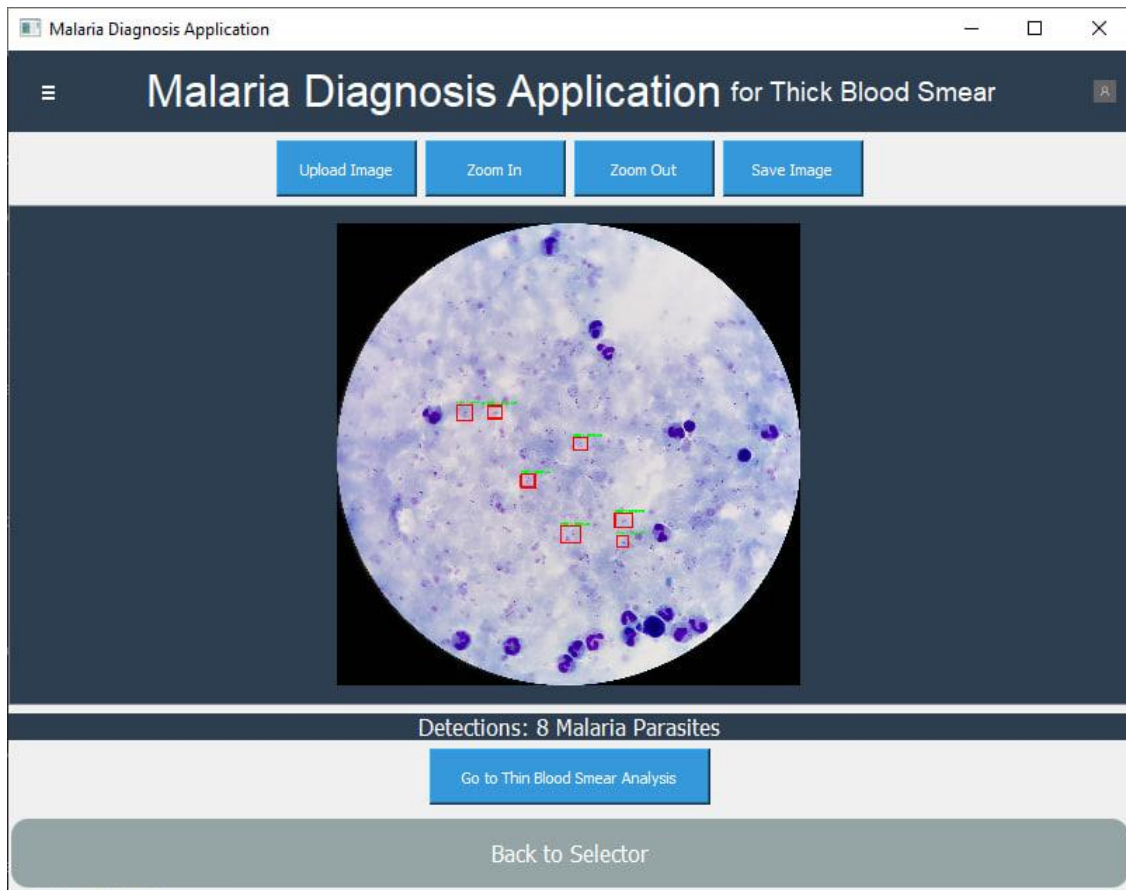 Malaria Diagnosis Application
Malaria Diagnosis Application for Thick Blood Smear
Upload Image
Zoom In
Zoom Out
Save Image
Detections: 8 Malaria Parasites
Go to Thin Blood Smear Analysis
Back to Selector